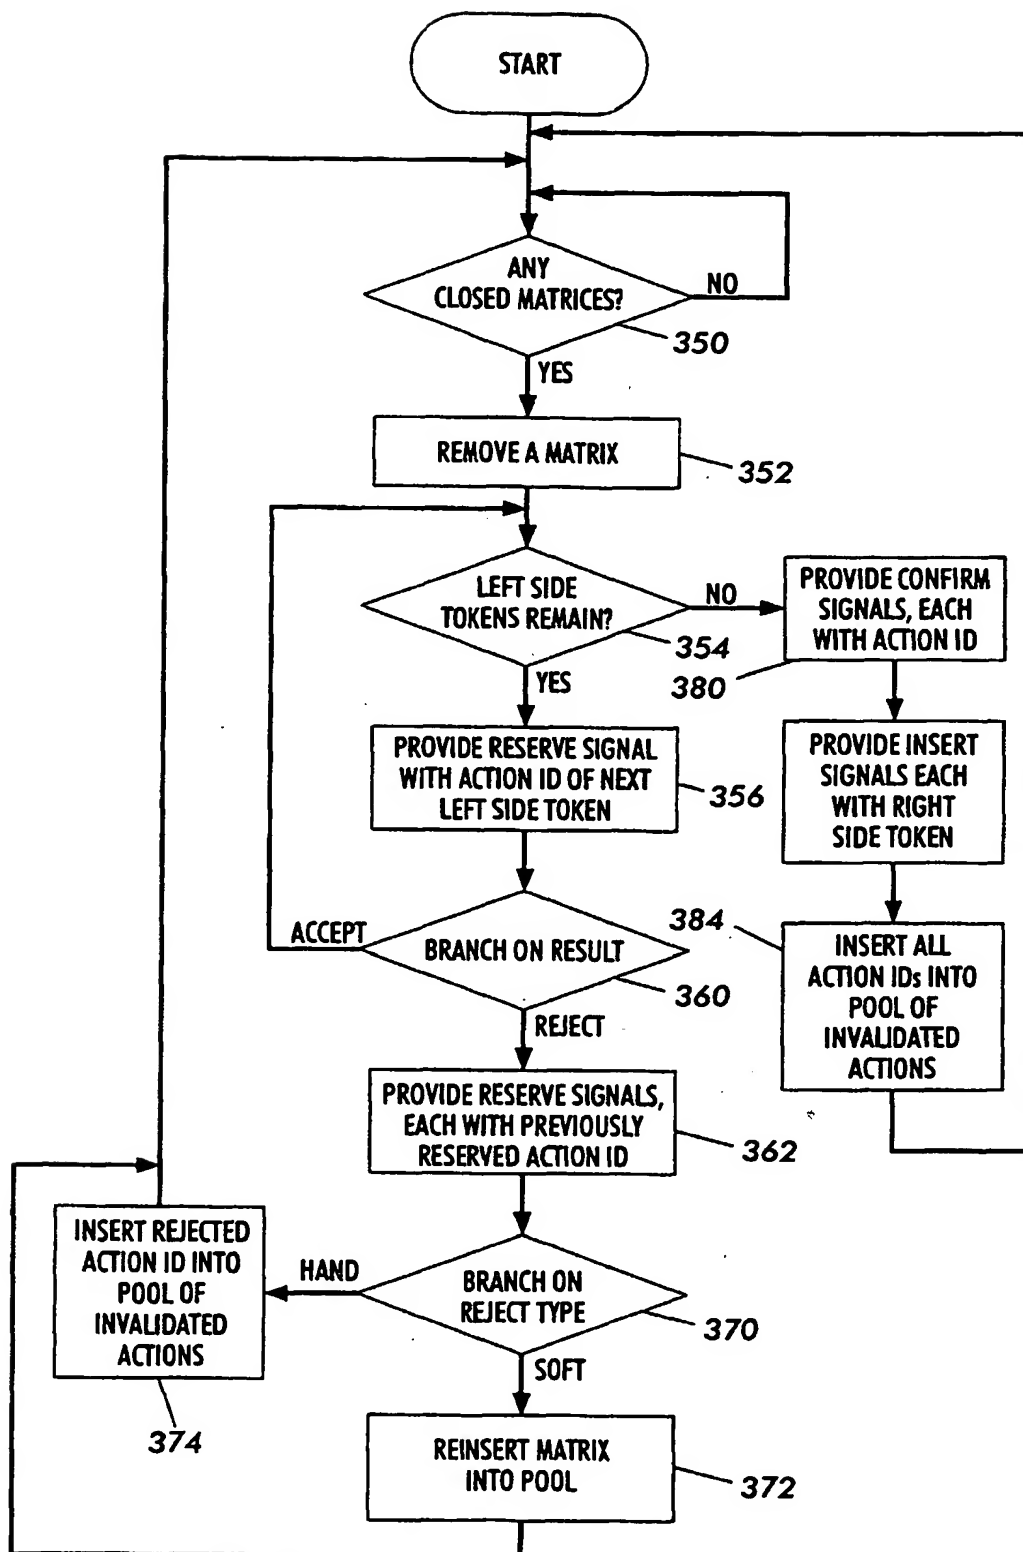 START
ANY
CLOSED MATRICES?
NO
350
YES
REMOVE A MATRIX
352
LEFT SIDE
TOKENS REMAIN?
NO
354
YES
PROVIDE CONFIRM
SIGNALS, EACH
WITH ACTION ID
380
PROVIDE RESERVE SIGNAL
WITH ACTION ID OF NEXT
LEFT SIDE TOKEN
356
PROVIDE INSERT
SIGNALS EACH
WITH RIGHT
SIDE TOKEN
ACCEPT
BRANCH ON RESULT
360
REJECT
384
INSERT ALL
ACTION IDs INTO
POOL OF
INVALIDATED
ACTIONS
PROVIDE RESERVE SIGNALS,
EACH WITH PREVIOUSLY
RESERVED ACTION ID
362
INSERT REJECTED
ACTION ID INTO
POOL OF
INVALIDATED
ACTIONS
374
HAND
BRANCH ON
REJECT TYPE
370
SOFT
REINSERT MATRIX
INTO POOL
372